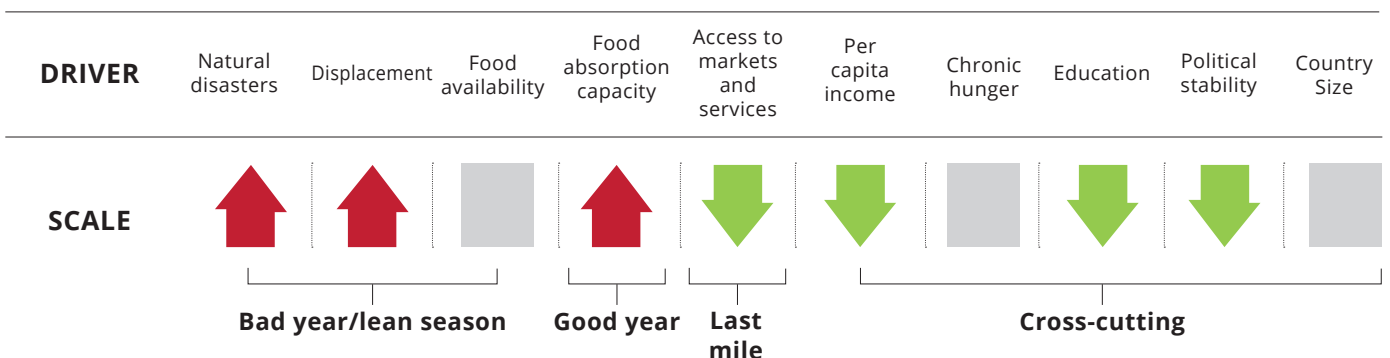 DRIVER
Natural
disasters
Displacement
Food
availability
Food
absorption
capacity
Access to
markets
and
services
Per
capita
income
Chronic
hunger
Education
Political
stability
Country
Size
SCALE
Bad year/lean season
Good year
Last
mile
Cross-cutting